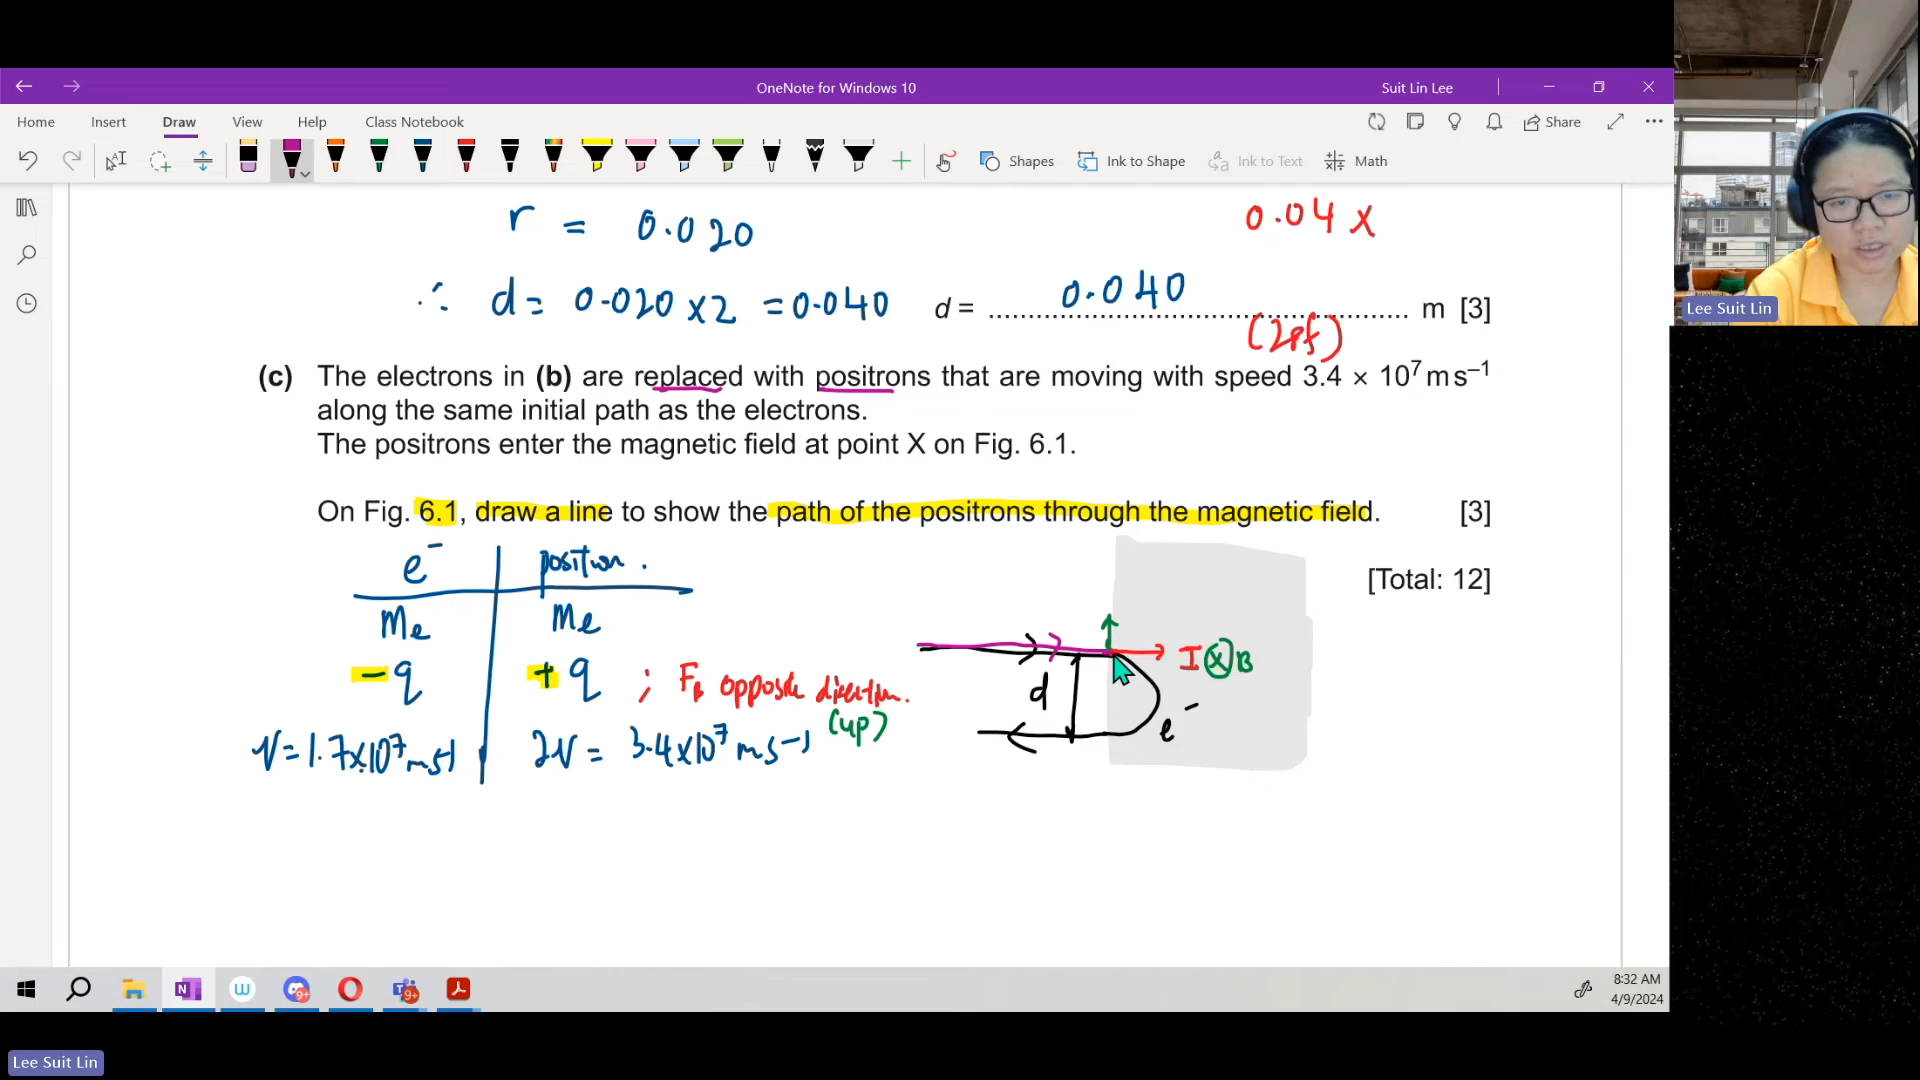 OneNote for Windows 10
Suit Lin Lee
Home Insert Draw View Help Class Notebook
Share
Shapes Ink to Shape Ink to Text Math
r = 0.020
0.04 X
∴ d = 0.020 x 2 = 0.040
d = 0.040 m [3]
(2sf)
(c) The electrons in (b) are replaced with positrons that are moving with speed 3.4 × 10⁷ m s⁻¹
along the same initial path as the electrons.
The positrons enter the magnetic field at point X on Fig. 6.1.
On Fig. 6.1, draw a line to show the path of the positrons through the magnetic field. [3]
[Total: 12]
e⁻ position .
me me
- q + q ; FB opposite direction.
(up)
v = 1.7x10⁷ ms-1 2v = 3.4x10⁷ ms-1
I X B
d
e⁻
Lee Suit Lin
9+
9+
8:32 AM
4/9/2024
Lee Suit Lin